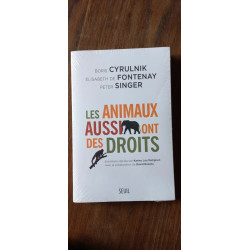 BORIS CYRULNIK
ÉLISABETH DE FONTENAY
PETER SINGER
LES ANIMAUX
AUSSI ONT
DES DROITS
SEUIL